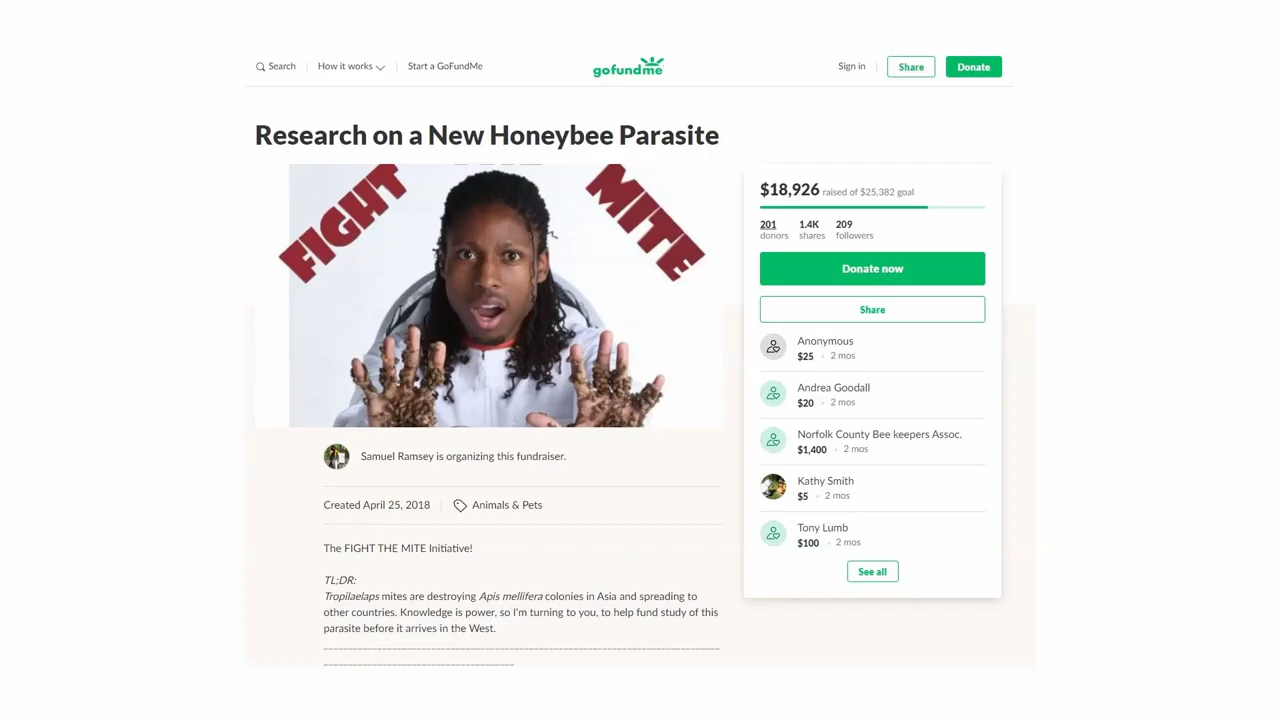 Search
How it works
Start a GoFundMe
gofundme
Sign in
Share
Donate
Research on a New Honeybee Parasite
FIGHT
MITE
$18,926 raised of $25,382 goal
201 1.4K 209
donors shares followers
Donate now
Share
Anonymous
$25 • 2 mos
Andrea Goodall
$20 • 2 mos
Norfolk County Bee keepers Assoc.
$1,400 • 2 mos
Kathy Smith
$5 • 2 mos
Tony Lumb
$100 • 2 mos
See all
Samuel Ramsey is organizing this fundraiser.
Created April 25, 2018
Animals & Pets
The FIGHT THE MITE Initiative!
TL;DR:
Tropilaelaps mites are destroying Apis mellifera colonies in Asia and spreading to
other countries. Knowledge is power, so I'm turning to you, to help fund study of this
parasite before it arrives in the West.